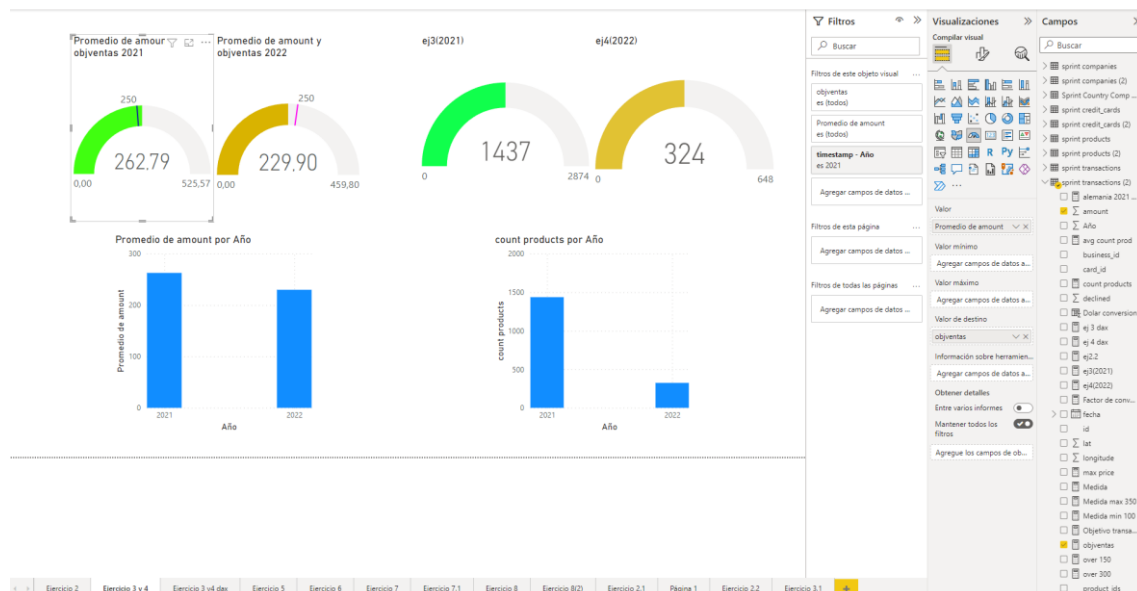 Promedio de amour
objventas 2021
250
262,79
0,00
525,57
Promedio de amount y
objventas 2022
250
229,90
0,00
459,80
ej3(2021)
1437
0
2874
ej4(2022)
324
0
648
Promedio de amount por Año
Promedio de amount
300
200
100
0
2021
2022
Año
count products por Año
count products
2000
1500
1000
500
0
2021
2022
Año
Filtros
Buscar
Filtros de este objeto visual
objventas
es (todos)
Promedio de amount
es (todos)
timestamp - Año
es 2021
Agregar campos de datos ...
Filtros de esta página
Agregar campos de datos ...
Filtros de todas las páginas
Agregar campos de datos ...
Visualizaciones
Compilar visual
R Py
Valor
Promedio de amount
Valor mínimo
Agregar campos de datos a...
Valor máximo
Agregar campos de datos a...
Valor de destino
objventas
Información sobre herramien...
Agregar campos de datos a...
Obtener detalles
Entre varios informes
Mantener todos los
filtros
Agregue los campos de ob...
Campos
Buscar
sprint companies
sprint companies (2)
Sprint Country Comp ...
sprint credit_cards
sprint credit_cards (2)
sprint products
sprint products (2)
sprint transactions
sprint transactions (2)
alemania 2021 ...
amount
Año
avg count prod
business_id
card_id
count products
declined
Dolar conversion
ej 3 dax
ej 4 dax
ej2.2
ej3(2021)
ej4(2022)
Factor de conv...
fecha
id
lat
longitude
max price
Medida
Medida max 350
Medida min 100
Objetivo transa...
objventas
over 150
over 300
product_ids
Ejercicio 2
Ejercicio 3 y 4
Ejercicio 3 y4 dax
Ejercicio 5
Ejercicio 6
Ejercicio 7
Ejercicio 7.1
Ejercicio 8
Ejercicio 8(2)
Ejercicio 2.1
Página 1
Ejercicio 2.2
Ejercicio 3.1